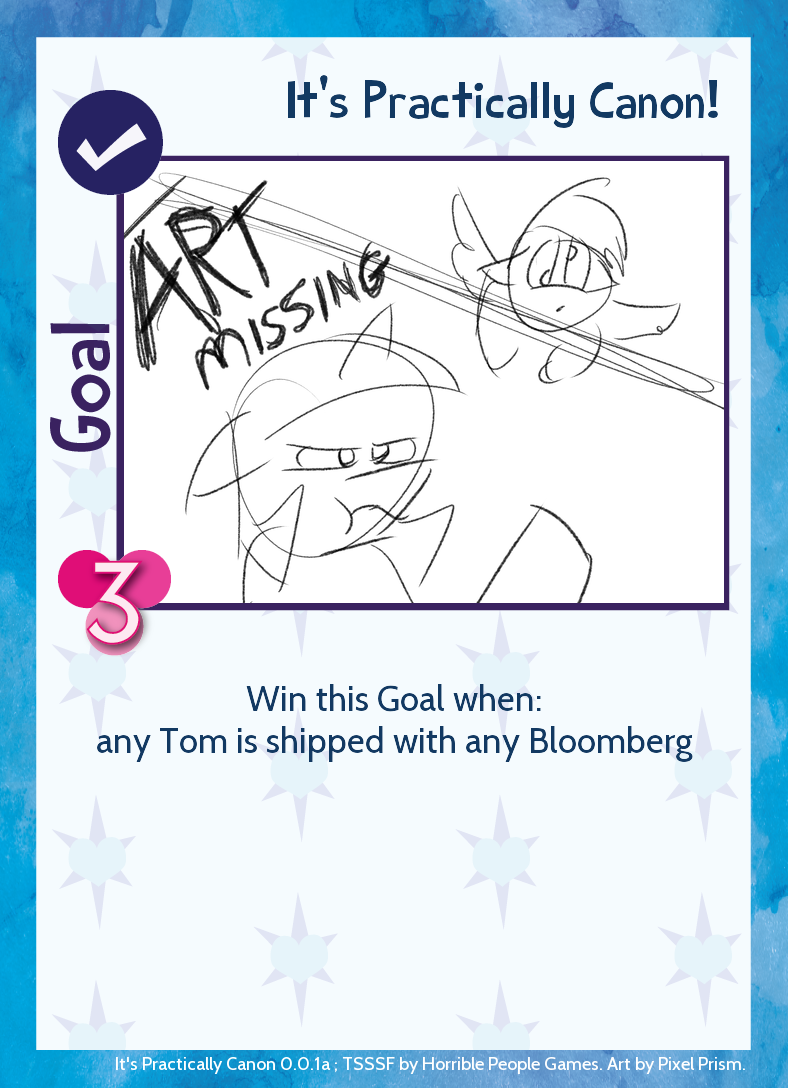 It's Practically Canon!
ART
MISSING
Goal
3
Win this Goal when:
any Tom is shipped with any Bloomberg
It's Practically Canon 0.0.1a ; TSSSF by Horrible People Games. Art by Pixel Prism.